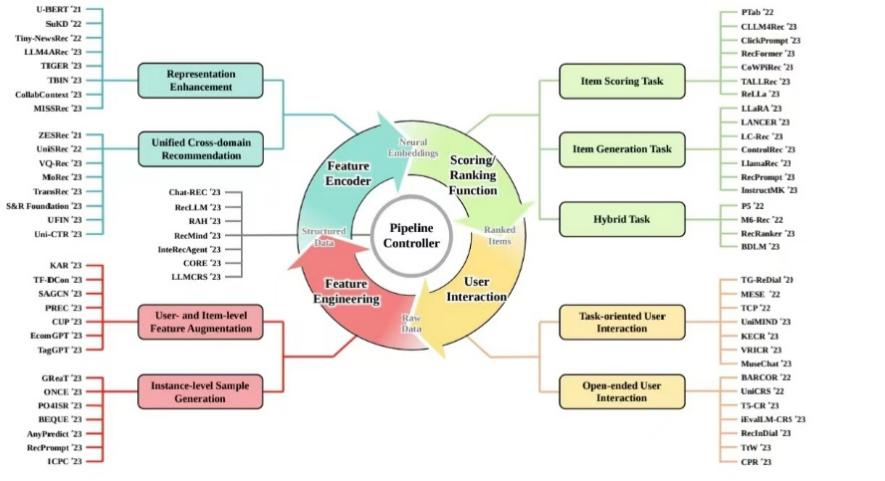 U-BERT '21
SuKD '22
Tiny-NewsRec '22
LLM4ARec '23
TIGER '23
TBIN '23
CollabContext '23
MISSRec '23
Representation
Enhancement
ZESRec '21
UniSRec '22
VQ-Rec '23
MoRec '23
TransRec '23
S&R Foundation '23
UFIN '23
Uni-CTR '23
Unified Cross-domain
Recommendation
Chat-REC '23
RecLLM '23
RAH '23
RecMind '23
InteRecAgent '23
CORE '23
LLMCRS '23
KAR '23
TF-DCon '23
SAGCN '23
PREC '23
CUP '23
EcomGPT '23
TagGPT '23
User- and Item-level
Feature Augmentation
GReaT '23
ONCE '23
PO4ISR '23
BEQUE '23
AnyPredict '23
RecPrompt '23
ICPC '23
Instance-level Sample
Generation
Feature
Encoder
Neural
Embeddings
Scoring/
Ranking
Function
Structured
Data
Pipeline
Controller
Ranked
Items
Feature
Engineering
Raw
Data
User
Interaction
Item Scoring Task
PTab '22
CLLM4Rec '23
ClickPrompt '23
RecFormer '23
CoWPiRec '23
TALLRec '23
ReLLa '23
Item Generation Task
LLaRA '23
LANCER '23
LC-Rec '23
ControlRec '23
LlamaRec '23
RecPrompt '23
InstructMK '23
Hybrid Task
P5 '22
M6-Rec '22
RecRanker '23
BDLM '23
Task-oriented User
Interaction
TG-ReDial '21
MESE '22
TCP '22
UniMIND '23
KECR '23
VRICR '23
MuseChat '23
Open-ended User
Interaction
BARCOR '22
UniCRS '22
T5-CR '23
iEvalLM-CRS '23
RecInDial '23
TtW '23
CPR '23